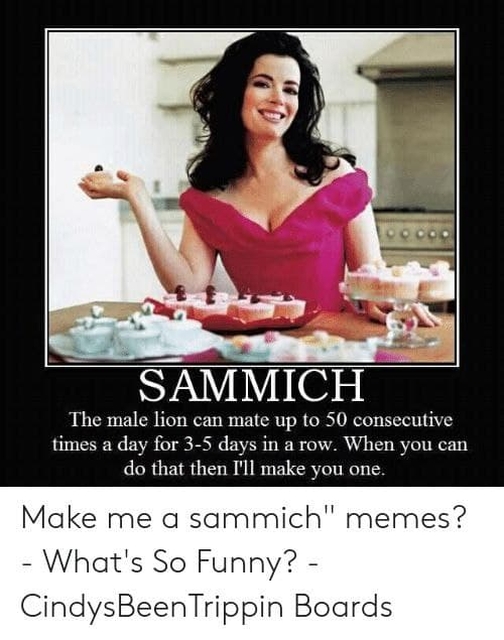 SAMMICH
The male lion can mate up to 50 consecutive
times a day for 3-5 days in a row. When you can
do that then I'll make you one.
Make me a sammich" memes?
- What's So Funny? -
CindysBeenTrippin Boards